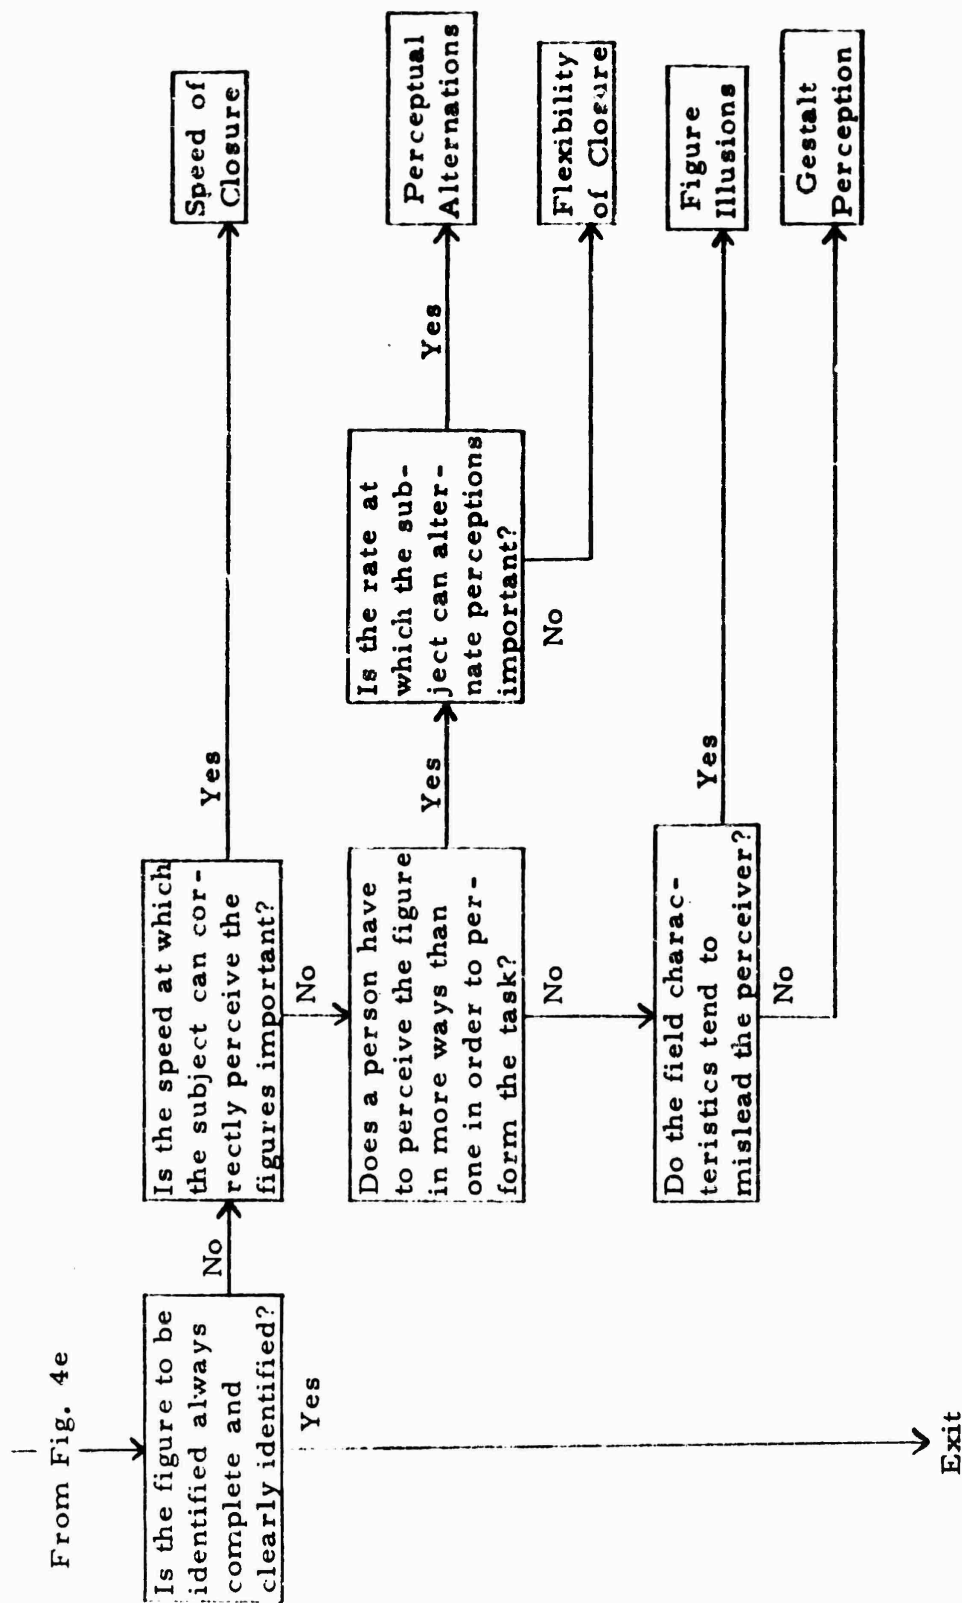 From Fig. 4e
Is the figure to be
identified always
complete and
clearly identified?
Yes
Exit
No
Is the speed at which
the subject can cor-
rectly perceive the
figures important?
Yes
Speed of
Closure
No
Does a person have
to perceive the figure
in more ways than
one in order to per-
form the task?
Yes
Is the rate at
which the sub-
ject can alter-
nate perceptions
important?
Yes
Perceptual
Alternations
No
Flexibility
of Closure
No
Do the field charac-
teristics tend to
mislead the perceiver?
Yes
Figure
Illusions
No
Gestalt
Perception